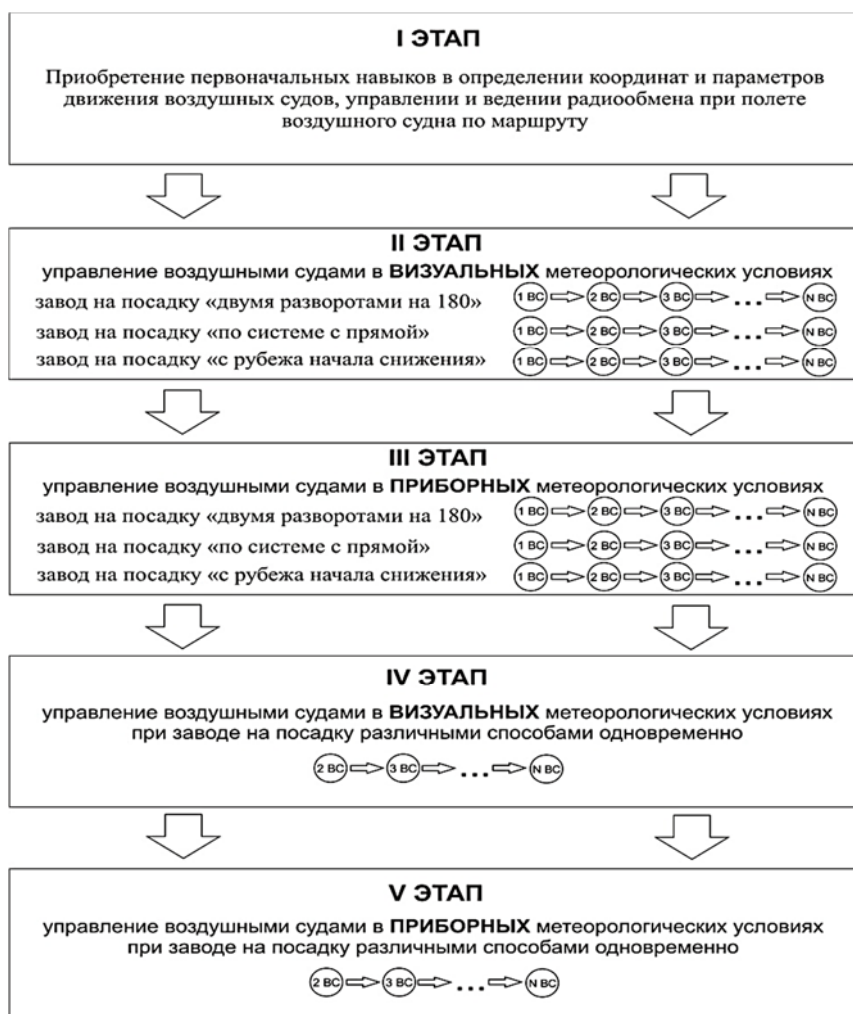 I ЭТАП
Приобретение первоначальных навыков в определении координат и параметров
движения воздушных судов, управлении и ведении радиообмена при полете
воздушного судна по маршруту
II ЭТАП
управление воздушными судами в ВИЗУАЛЬНЫХ метеорологических условиях
завод на посадку «двумя разворотами на 180» 1 ВС 2 ВС 3 ВС ... N ВС
завод на посадку «по системе с прямой» 1 ВС 2 ВС 3 ВС ... N ВС
завод на посадку «с рубежа начала снижения» 1 ВС 2 ВС 3 ВС ... N ВС
III ЭТАП
управление воздушными судами в ПРИБОРНЫХ метеорологических условиях
завод на посадку «двумя разворотами на 180» 1 ВС 2 ВС 3 ВС ... N ВС
завод на посадку «по системе с прямой» 1 ВС 2 ВС 3 ВС ... N ВС
завод на посадку «с рубежа начала снижения» 1 ВС 2 ВС 3 ВС ... N ВС
IV ЭТАП
управление воздушными судами в ВИЗУАЛЬНЫХ метеорологических условиях
при заводе на посадку различными способами одновременно
2 ВС 3 ВС ... N ВС
V ЭТАП
управление воздушными судами в ПРИБОРНЫХ метеорологических условиях
при заводе на посадку различными способами одновременно
2 ВС 3 ВС ... N ВС